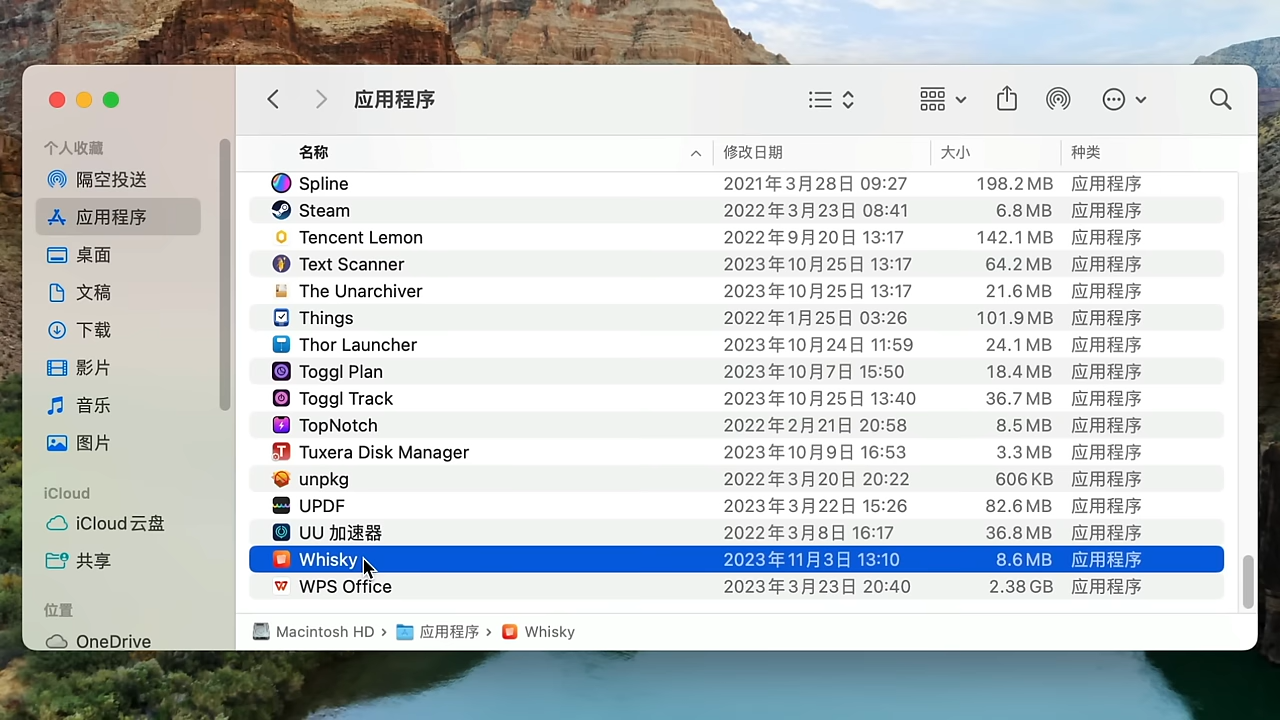 应用程序
个人收藏
隔空投送
应用程序
桌面
文稿
下载
影片
音乐
图片
iCloud
iCloud云盘
共享
位置
OneDrive
名称 修改日期 大小 种类
Spline 2021年3月28日 09:27 198.2 MB 应用程序
Steam 2022年3月23日 08:41 6.8 MB 应用程序
Tencent Lemon 2022年9月20日 13:17 142.1 MB 应用程序
Text Scanner 2023年10月25日 13:17 64.2 MB 应用程序
The Unarchiver 2023年10月25日 13:17 21.6 MB 应用程序
Things 2022年1月25日 03:26 101.9 MB 应用程序
Thor Launcher 2023年10月24日 11:59 24.1 MB 应用程序
Toggl Plan 2023年10月7日 15:50 18.4 MB 应用程序
Toggl Track 2023年10月25日 13:40 36.7 MB 应用程序
TopNotch 2022年2月21日 20:58 8.5 MB 应用程序
Tuxera Disk Manager 2023年10月9日 16:53 3.3 MB 应用程序
unpkg 2022年3月20日 20:22 606 KB 应用程序
UPDF 2023年3月22日 15:26 82.6 MB 应用程序
UU 加速器 2022年3月8日 16:17 36.8 MB 应用程序
Whisky 2023年11月3日 13:10 8.6 MB 应用程序
WPS Office 2023年3月23日 20:40 2.38 GB 应用程序
Macintosh HD › 应用程序 › Whisky